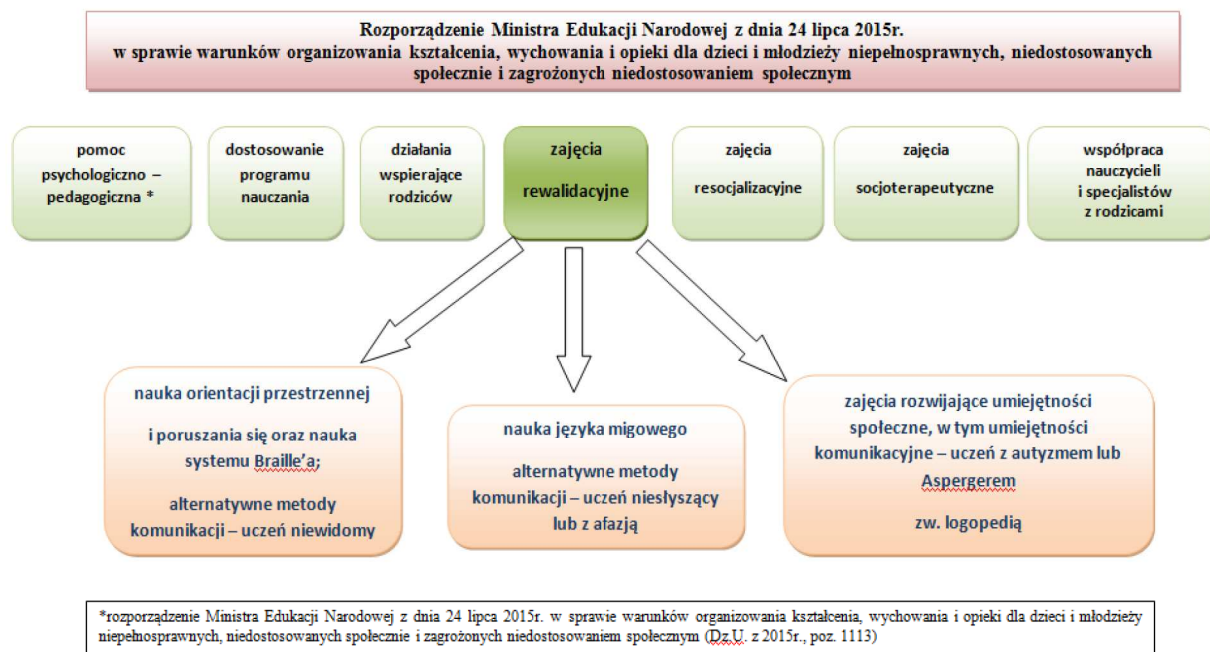 Rozporządzenie Ministra Edukacji Narodowej z dnia 24 lipca 2015r.
w sprawie warunków organizowania kształcenia, wychowania i opieki dla dzieci i młodzieży niepełnosprawnych, niedostosowanych
społecznie i zagrożonych niedostosowaniem społecznym
pomoc
psychologiczno –
pedagogiczna *
dostosowanie
programu
nauczania
działania
wspierające
rodziców
zajęcia
rewalidacyjne
zajęcia
resocjalizacyjne
zajęcia
socjoterapeutyczne
współpraca
nauczycieli
i specjalistów
z rodzicami
nauka orientacji przestrzennej
i poruszania się oraz nauka
systemu Braille’a;
alternatywne metody
komunikacji – uczeń niewidomy
nauka języka migowego
alternatywne metody
komunikacji – uczeń niesłyszący
lub z afazją
zajęcia rozwijające umiejętności
społeczne, w tym umiejętności
komunikacyjne – uczeń z autyzmem lub
Aspergerem
zw. logopedią
*rozporządzenie Ministra Edukacji Narodowej z dnia 24 lipca 2015r. w sprawie warunków organizowania kształcenia, wychowania i opieki dla dzieci i młodzieży
niepełnosprawnych, niedostosowanych społecznie i zagrożonych niedostosowaniem społecznym (Dz.U. z 2015r., poz. 1113)